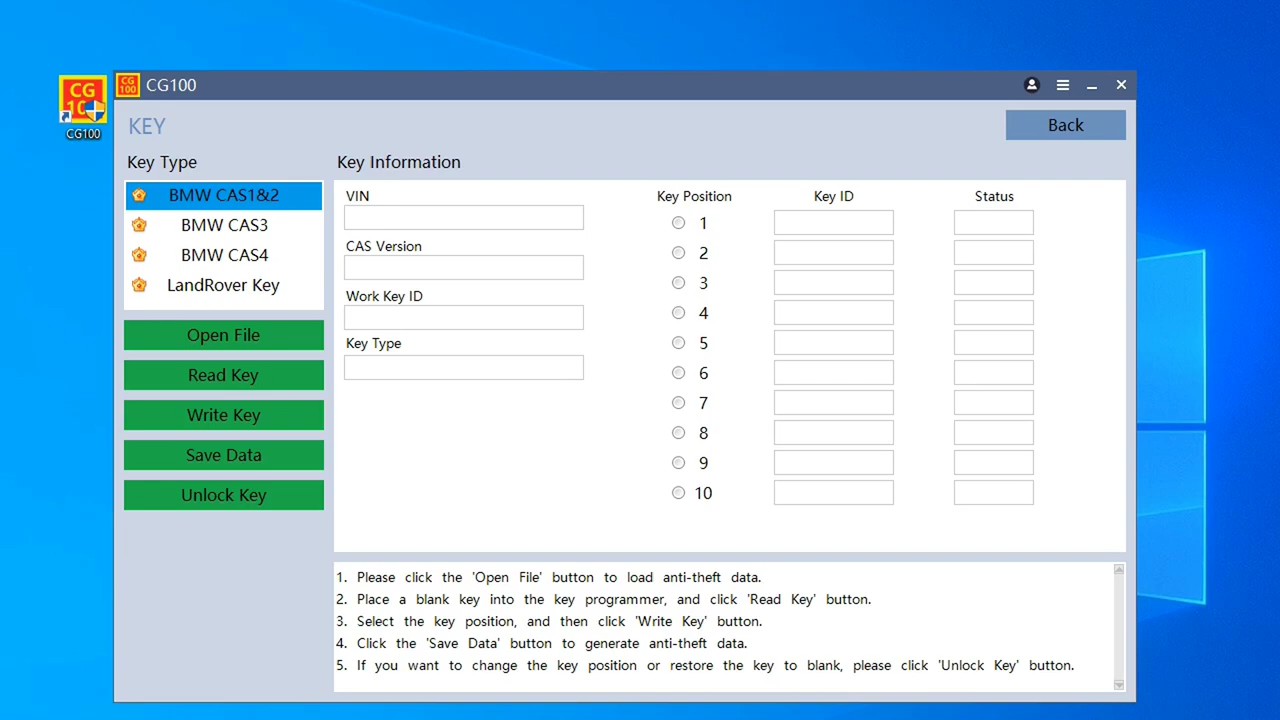 CG
100
CG100
CG
100
CG100
KEY
Back
Key Type
BMW CAS1&2
BMW CAS3
BMW CAS4
LandRover Key
Open File
Read Key
Write Key
Save Data
Unlock Key
Key Information
VIN
CAS Version
Work Key ID
Key Type
Key Position Key ID Status
1
2
3
4
5
6
7
8
9
10
1. Please click the 'Open File' button to load anti-theft data.
2. Place a blank key into the key programmer, and click 'Read Key' button.
3. Select the key position, and then click 'Write Key' button.
4. Click the 'Save Data' button to generate anti-theft data.
5. If you want to change the key position or restore the key to blank, please click 'Unlock Key' button.